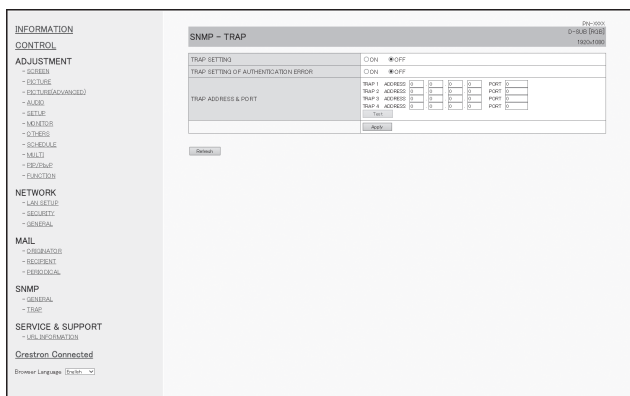 INFORMATION
CONTROL
ADJUSTMENT
- SCREEN
- PICTURE
- PICTURE(ADVANCED)
- AUDIO
- SETUP
- MONITOR
- OTHERS
- SCHEDULE
- MULTI
- PIP/PbyP
- FUNCTION
NETWORK
- LAN SETUP
- SECURITY
- GENERAL
MAIL
- ORIGINATOR
- RECIPIENT
- PERIODICAL
SNMP
- GENERAL
- TRAP
SERVICE & SUPPORT
- URL INFORMATION
Crestron Connected
Browser Language English
PN-XXXX
SNMP - TRAP
D-SUB [RGB]
1920x1080
TRAP SETTING ON OFF
TRAP SETTING OF AUTHENTICATION ERROR ON OFF
TRAP ADDRESS & PORT
TRAP 1 ADDRESS: 0 . 0 . 0 . 0 PORT 0
TRAP 2 ADDRESS: 0 . 0 . 0 . 0 PORT 0
TRAP 3 ADDRESS: 0 . 0 . 0 . 0 PORT 0
TRAP 4 ADDRESS: 0 . 0 . 0 . 0 PORT 0
Test
Apply
Refresh